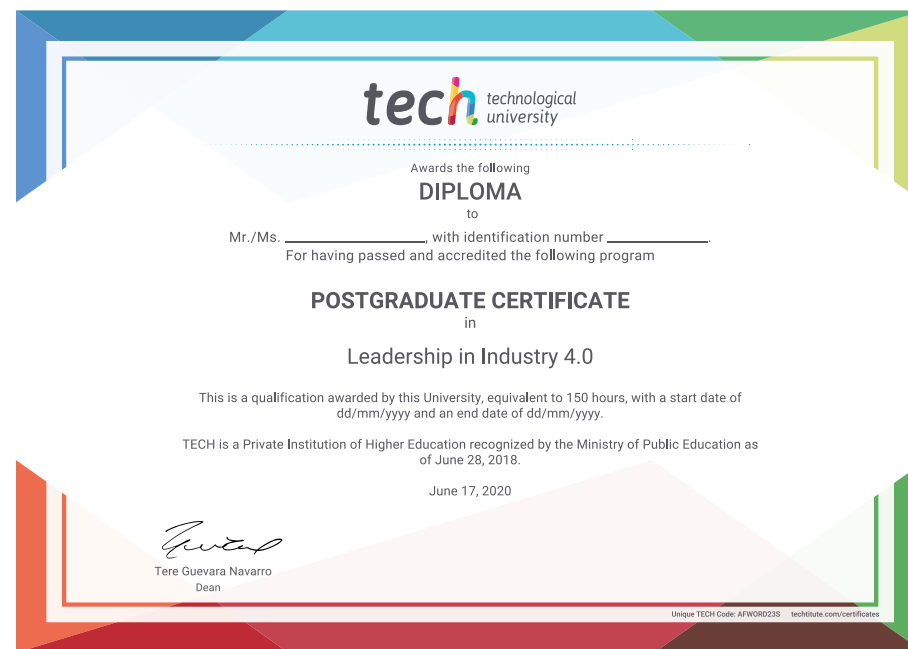 tech technological
university
Awards the following
DIPLOMA
to
Mr./Ms. ____________________, with identification number ______________.
For having passed and accredited the following program
POSTGRADUATE CERTIFICATE
in
Leadership in Industry 4.0
This is a qualification awarded by this University, equivalent to 150 hours, with a start date of
dd/mm/yyyy and an end date of dd/mm/yyyy.
TECH is a Private Institution of Higher Education recognized by the Ministry of Public Education as
of June 28, 2018.
June 17, 2020
Tere Guevara Navarro
Dean
Unique TECH Code: AFWORD23S techtitute.com/certificates